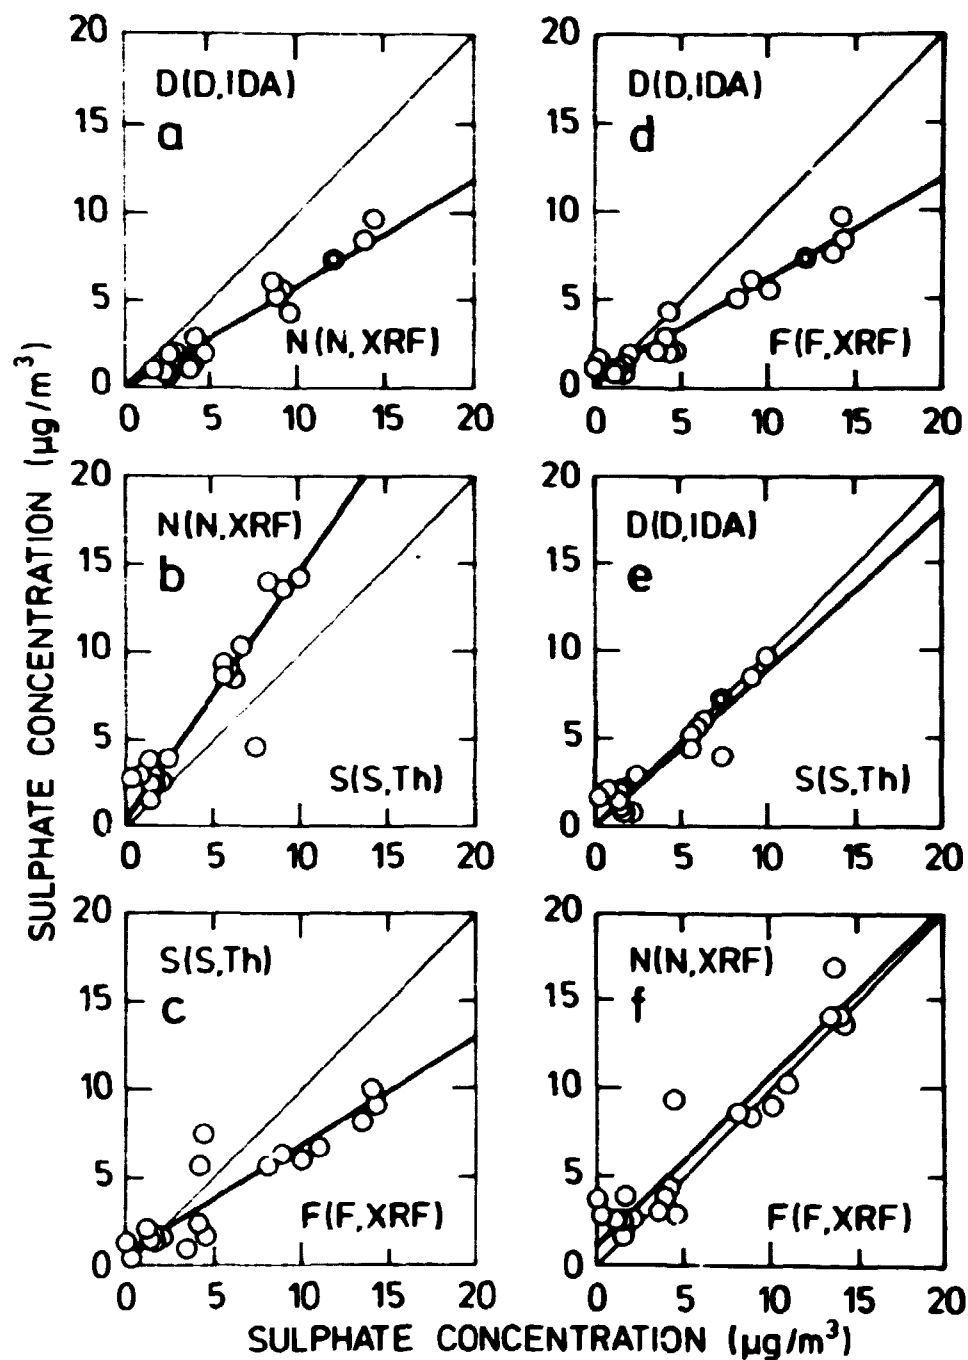 20
D(D,IDA)
a
15
10
5
N(N,XRF)
0
0 5 10 15 20
20
D(D,IDA)
d
15
10
5
F(F,XRF)
0
0 5 10 15 20
20
N(N,XRF)
b
15
10
5
S(S,Th)
0
0 5 10 15 20
20
D(D,IDA)
e
15
10
5
S(S,Th)
0
0 5 10 15 20
20
S(S,Th)
c
15
10
5
F(F,XRF)
0
0 5 10 15 20
20
N(N,XRF)
f
15
10
5
F(F,XRF)
0
0 5 10 15 20
SULPHATE CONCENTRATION (µg/m³)
SULPHATE CONCENTRATION (µg/m³)